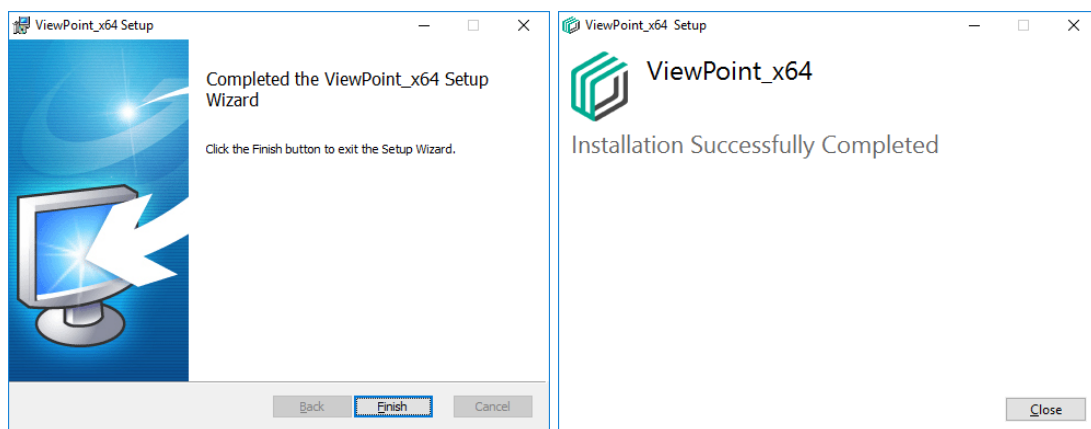 ViewPoint_x64 Setup
Completed the ViewPoint_x64 Setup
Wizard
Click the Finish button to exit the Setup Wizard.
Back
Finish
Cancel
ViewPoint_x64 Setup
ViewPoint_x64
Installation Successfully Completed
Close